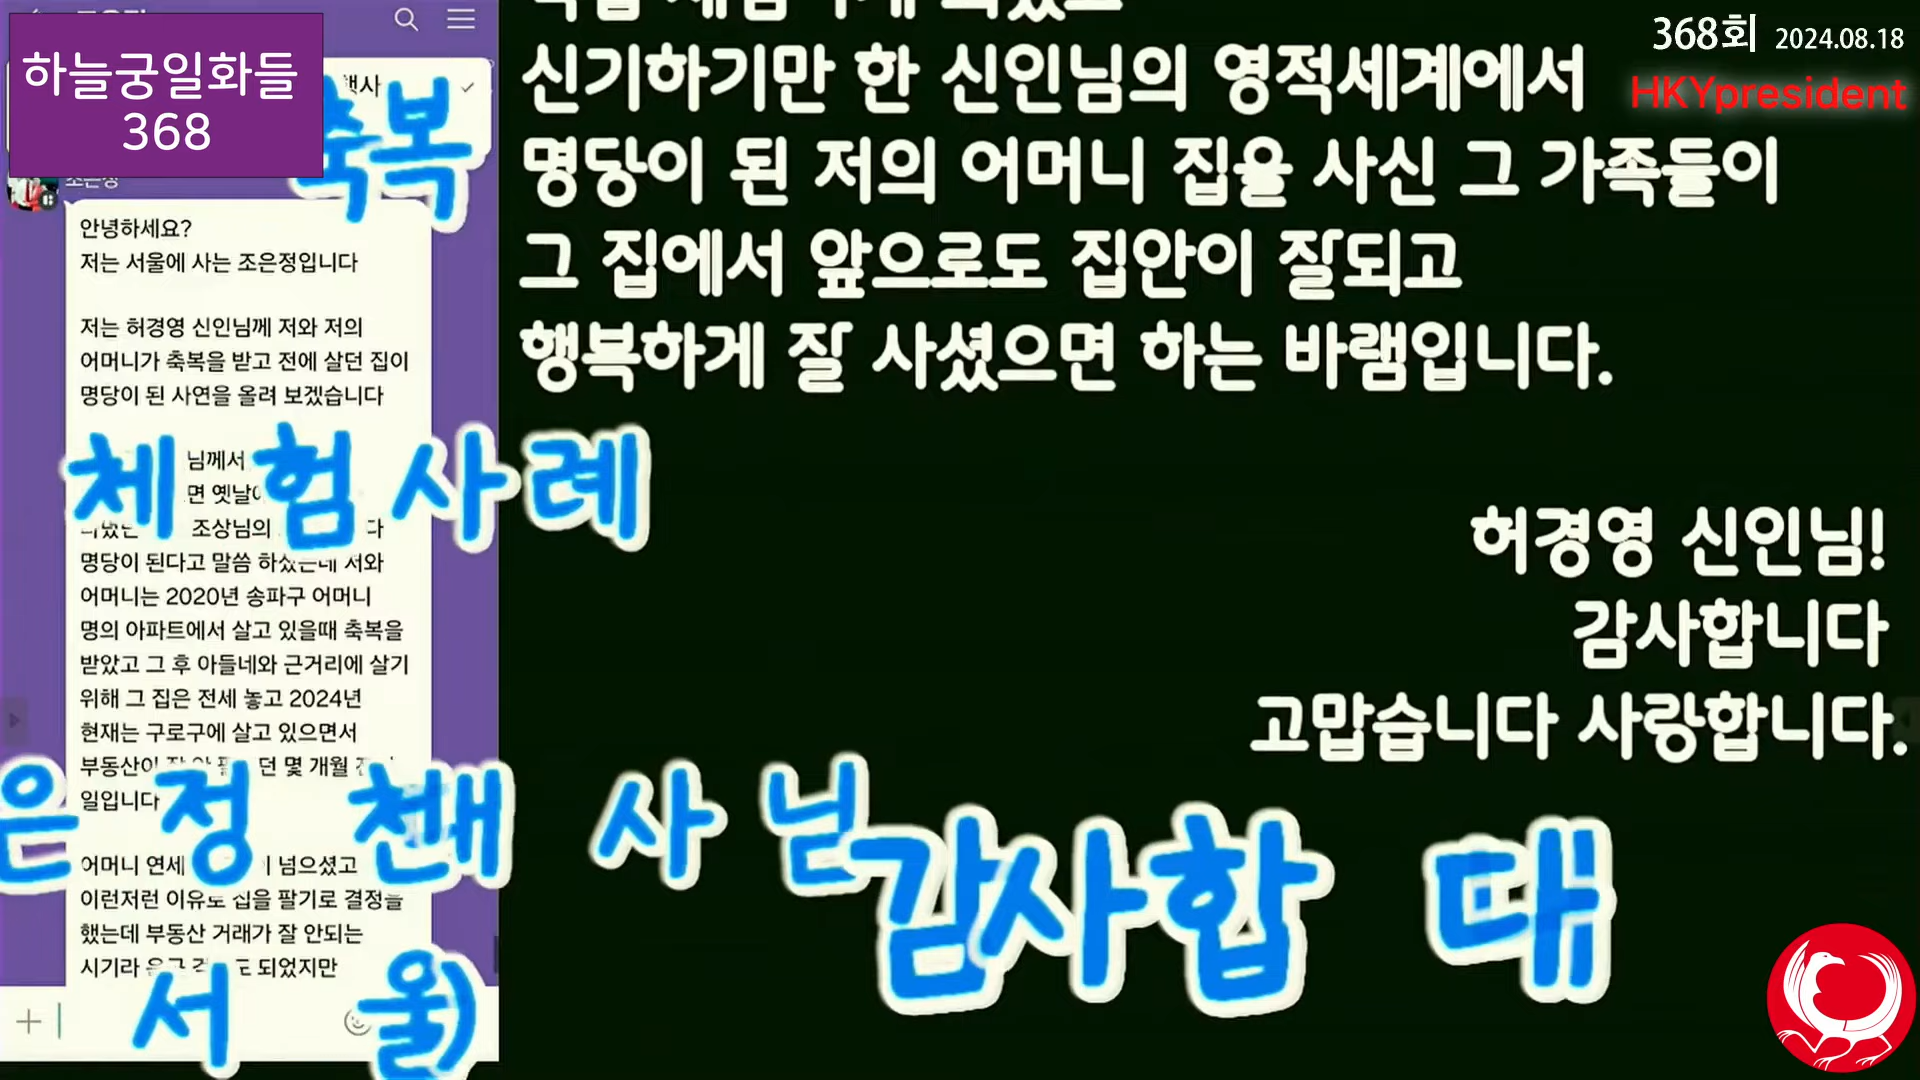 하늘궁일화들
368
368회 2024.08.18
HKYpresident
축복
안녕하세요?
저는 서울에 사는 조은정입니다
저는 허경영 신인님께 저와 저의
어머니가 축복을 받고 전에 살던 집이
명당이 된 사연을 올려 보겠습니다
님께서
면 옛날
조상님의 다
명당이 된다고 말씀 하셨는데 저와
어머니는 2020년 송파구 어머니
명의 아파트에서 살고 있을때 축복을
받았고 그 후 아들네와 근거리에 살기
위해 그 집은 전세 놓고 2024년
현재는 구로구에 살고 있으면서
부동산이 던 몇 개월
일입니다
어머니 연세 이 넘으셨고
이런저런 이유로 집을 팔기로 결정을
했는데 부동산 거래가 잘 안되는
시기라 되었지만
체험사례
은정 천사님
서울)
신기하기만 한 신인님의 영적세계에서
명당이 된 저의 어머니 집을 사신 그 가족들이
그 집에서 앞으로도 집안이 잘되고
행복하게 잘 사셨으면 하는 바램입니다.
허경영 신인님!
감사합니다
고맙습니다 사랑합니다.
감사합